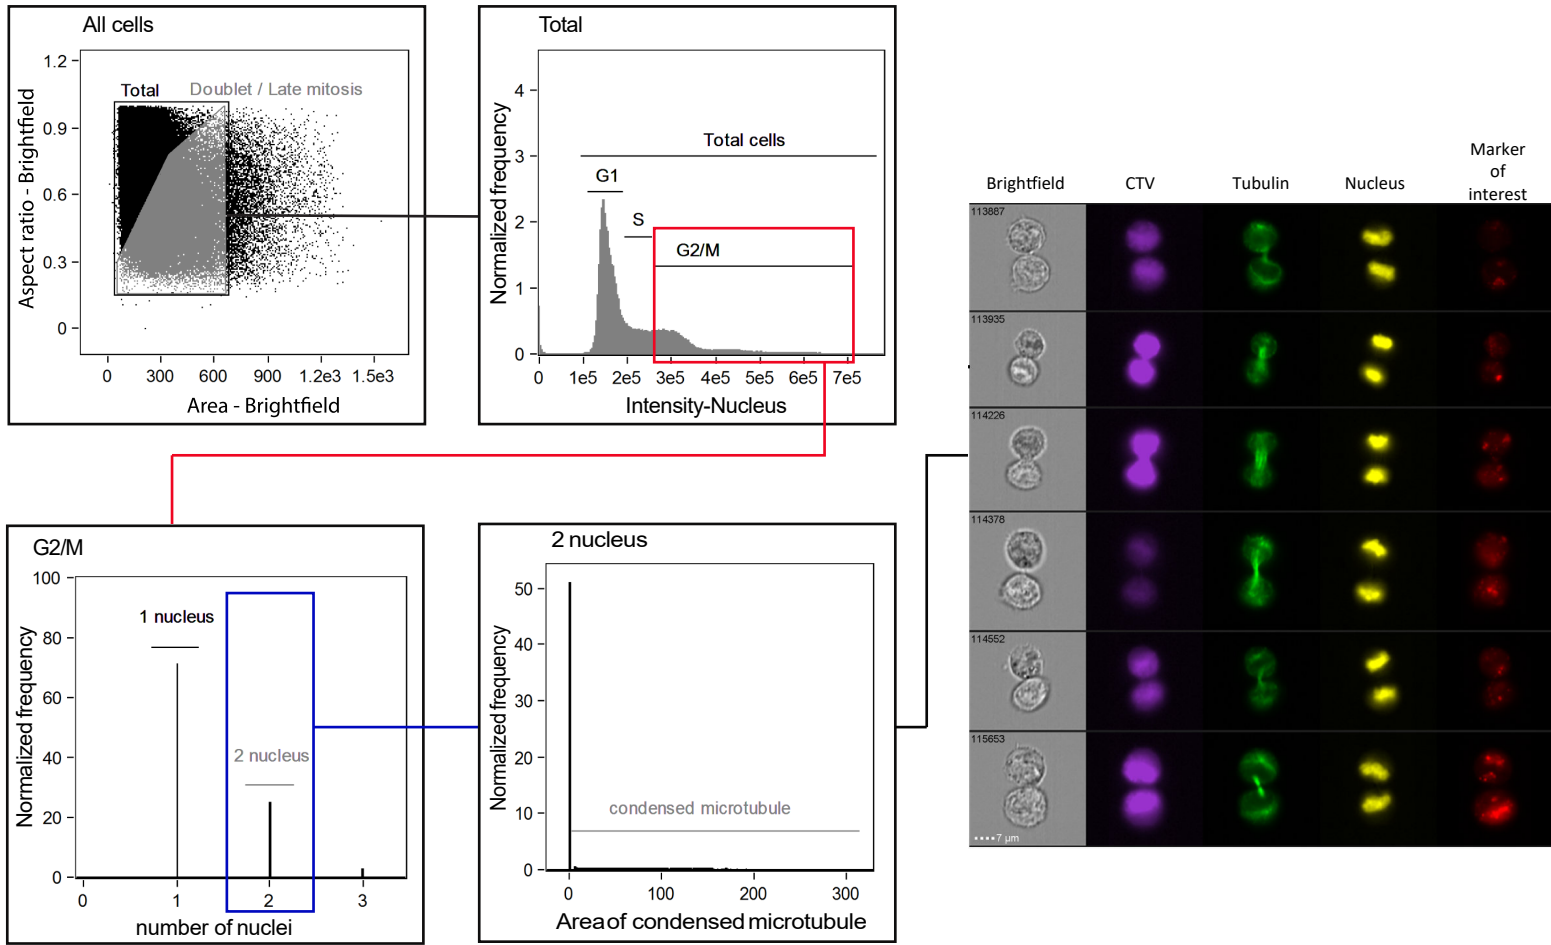 All cells
Aspect ratio - Brightfield
1.2
0.9
0.6
0.3
0
Total
Doublet / Late mitosis
0 300 600 900 1.2e3 1.5e3
Area - Brightfield
Total
Normalized frequency
4
3
2
1
0
Total cells
G1
S
G2/M
0 1e5 2e5 3e5 4e5 5e5 6e5 7e5
Intensity-Nucleus
G2/M
Normalized frequency
100
80
60
40
20
0
1 nucleus
2 nucleus
0 1 2 3
number of nuclei
2 nucleus
Normalized frequency
50
40
30
20
10
0
condensed microtubule
0 100 200 300
Area of condensed microtubule
Brightfield CTV Tubulin Nucleus
Marker
of
interest
113887
113935
114226
114378
114552
115653
7 µm